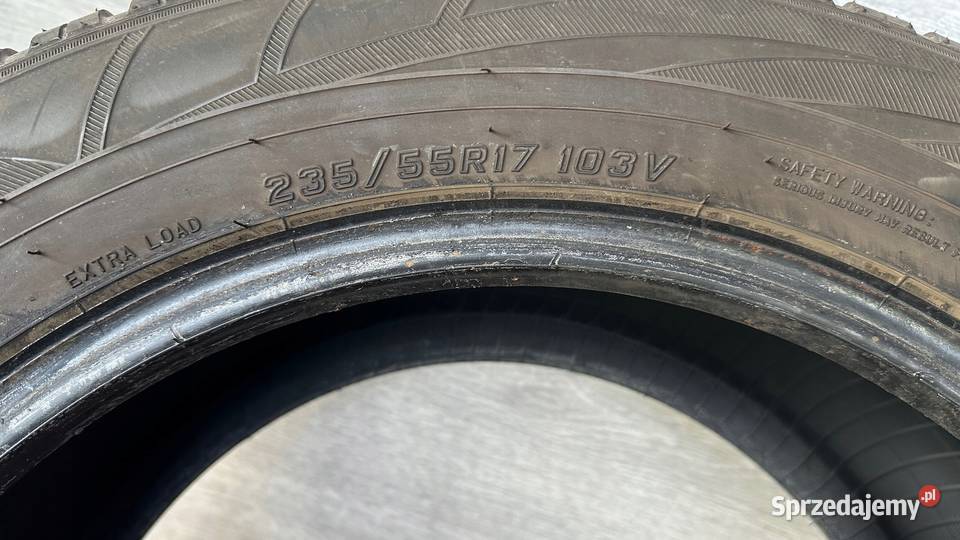 235/55R17 103V
EXTRA LOAD
SAFETY WARNING:
SERIOUS INJURY MAY RESULT
Sprzedajemy.pl